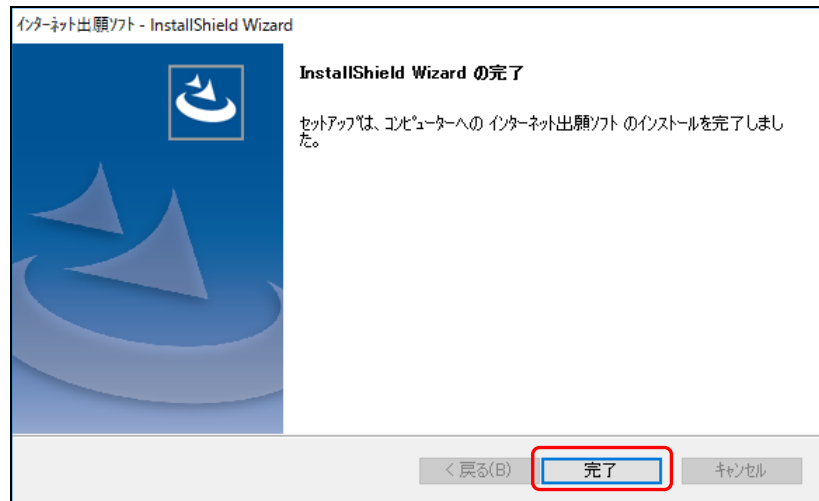 インターネット出願ソフト - InstallShield Wizard
InstallShield Wizard の完了
セットアップは、コンピューターへの インターネット出願ソフト のインストールを完了しまし
た。
< 戻る(B)
完了
キャンセル